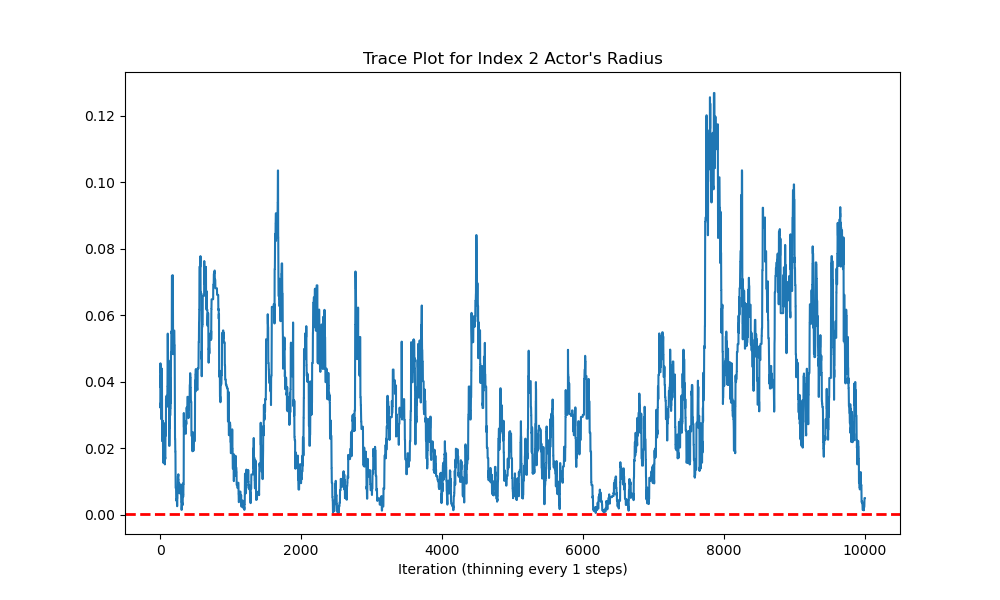 Trace Plot for Index 2 Actor's Radius
0.12
0.10
0.08
0.06
0.04
0.02
0.00
0 2000 4000 6000 8000 10000
Iteration (thinning every 1 steps)